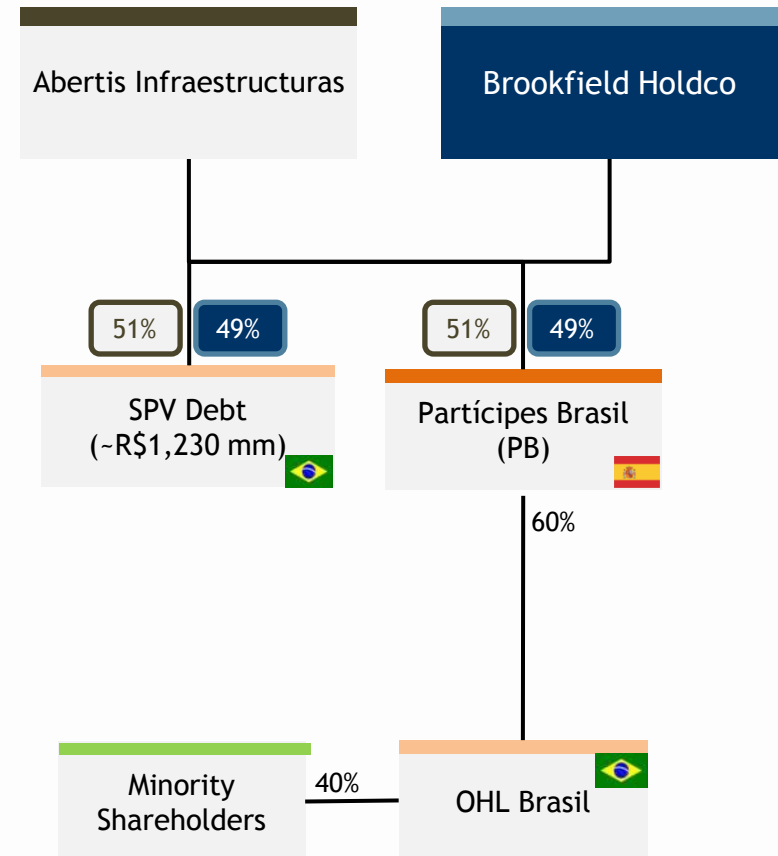 Abertis Infraestructuras
Brookfield Holdco
51%
49%
51%
49%
SPV Debt
(~R$1,230 mm)
Partícipes Brasil
(PB)
60%
Minority
Shareholders
40%
OHL Brasil